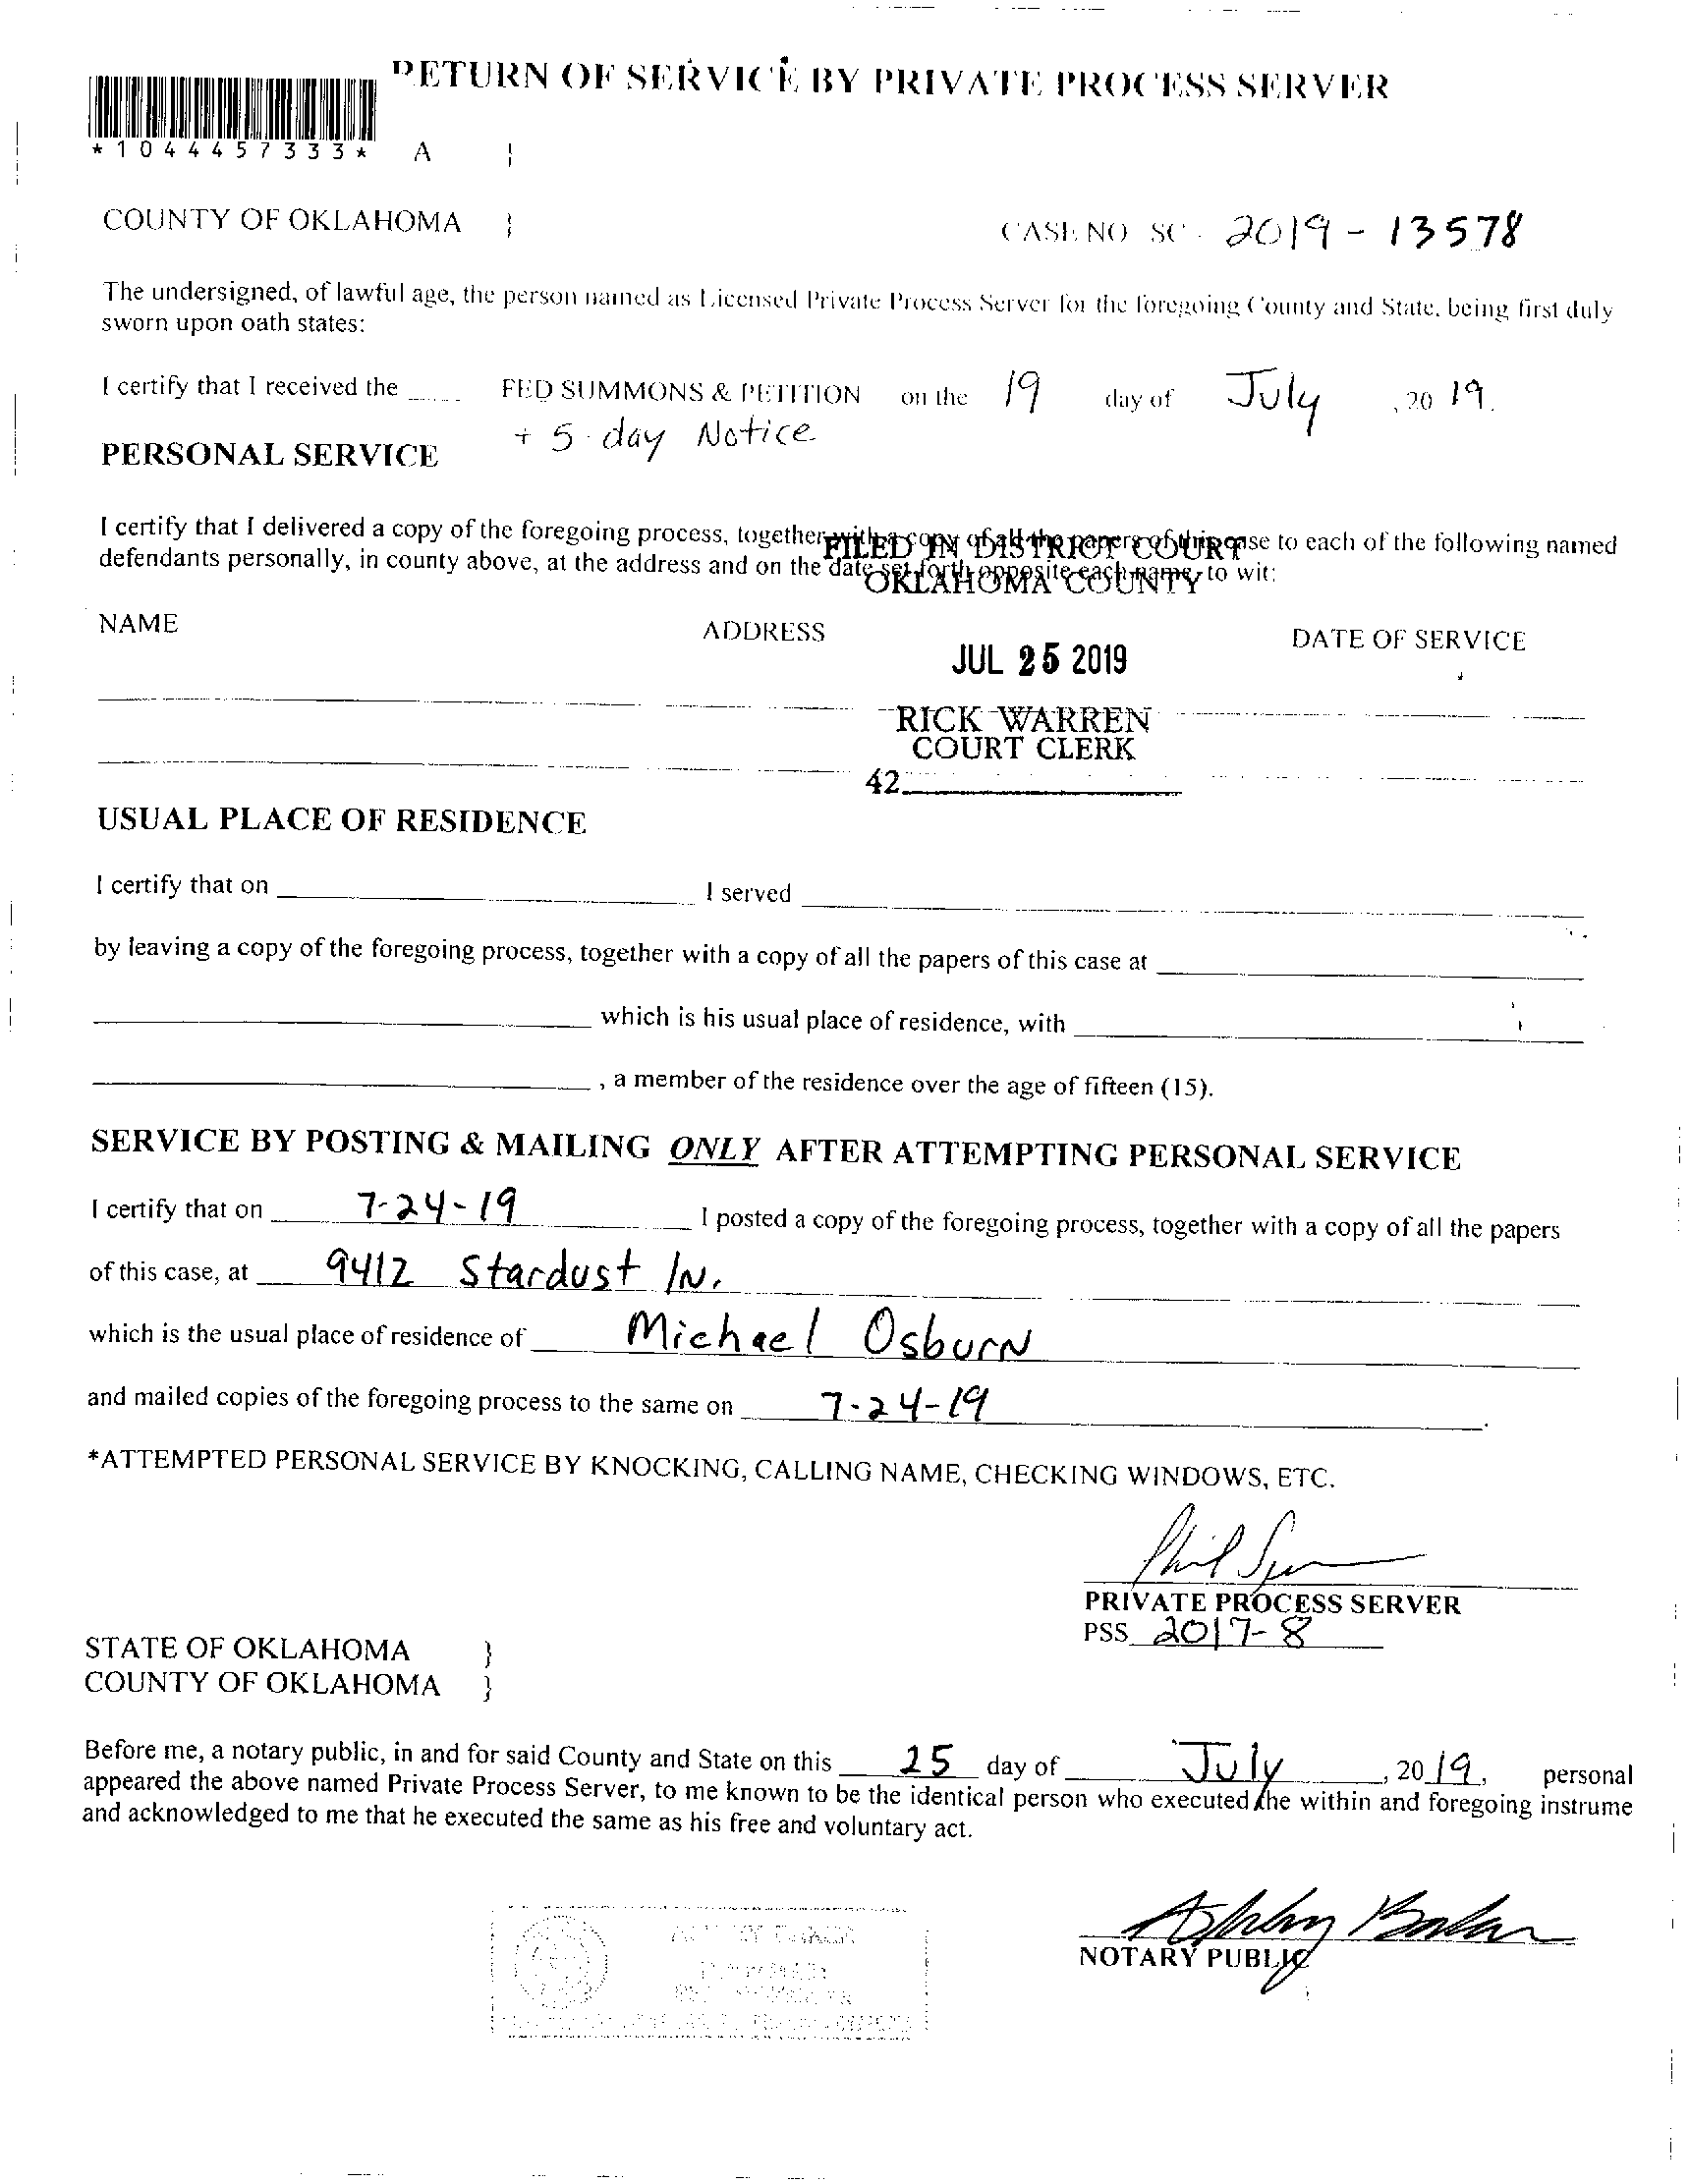 RETURN OF SERVICE BY PRIVATE PROCESS SERVER
*1044457333* A }
COUNTY OF OKLAHOMA }
CASE NO SC - 2019 - 13578
The undersigned, of lawful age, the person named as Licensed Private Process Server for the foregoing County and State, being first duly
sworn upon oath states:
I certify that I received the FED SUMMONS & PETITION on the 19 day of July , 20 19.
+ 5-day Notice
PERSONAL SERVICE
I certify that I delivered a copy of the foregoing process, together with a copy of all the papers of this case to each of the following named
defendants personally, in county above, at the address and on the date set forth opposite each name, to wit:
FILED IN DISTRICT COURT
OKLAHOMA COUNTY
NAME ADDRESS DATE OF SERVICE
JUL 25 2019
RICK WARREN
COURT CLERK
42
USUAL PLACE OF RESIDENCE
I certify that on I served
by leaving a copy of the foregoing process, together with a copy of all the papers of this case at
which is his usual place of residence, with
, a member of the residence over the age of fifteen (15).
SERVICE BY POSTING & MAILING ONLY AFTER ATTEMPTING PERSONAL SERVICE
I certify that on 7-24-19 I posted a copy of the foregoing process, together with a copy of all the papers
of this case, at 9412 Stardust lN.
which is the usual place of residence of Michael OsburN
and mailed copies of the foregoing process to the same on 7-24-19 .
*ATTEMPTED PERSONAL SERVICE BY KNOCKING, CALLING NAME, CHECKING WINDOWS, ETC.
PRIVATE PROCESS SERVER
PSS 2017-8
STATE OF OKLAHOMA }
COUNTY OF OKLAHOMA }
Before me, a notary public, in and for said County and State on this 25 day of July , 20 19, personal
appeared the above named Private Process Server, to me known to be the identical person who executed the within and foregoing instrume
and acknowledged to me that he executed the same as his free and voluntary act.
NOTARY PUBLIC